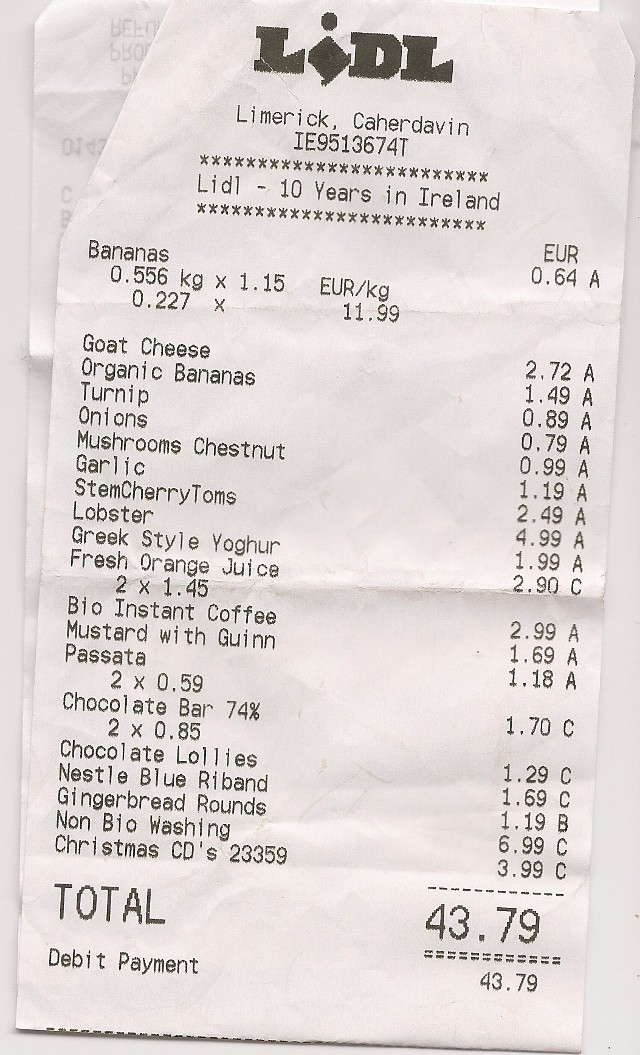 LIDL
Limerick, Caherdavin
IE9513674T
*************************
Lidl - 10 Years in Ireland
*************************
EUR
Bananas 0.64 A
0.556 kg x 1.15 EUR/kg
0.227 x 11.99
Goat Cheese 2.72 A
Organic Bananas 1.49 A
Turnip 0.89 A
Onions 0.79 A
Mushrooms Chestnut 0.99 A
Garlic 1.19 A
StemCherryToms 2.49 A
Lobster 4.99 A
Greek Style Yoghur 1.99 A
Fresh Orange Juice 2.90 C
2 x 1.45
Bio Instant Coffee 2.99 A
Mustard with Guinn 1.69 A
Passata 1.18 A
2 x 0.59
Chocolate Bar 74% 1.70 C
2 x 0.85
Chocolate Lollies 1.29 C
Nestle Blue Riband 1.69 C
Gingerbread Rounds 1.19 B
Non Bio Washing 6.99 C
Christmas CD's 23359 3.99 C
------------
TOTAL 43.79
============
Debit Payment 43.79